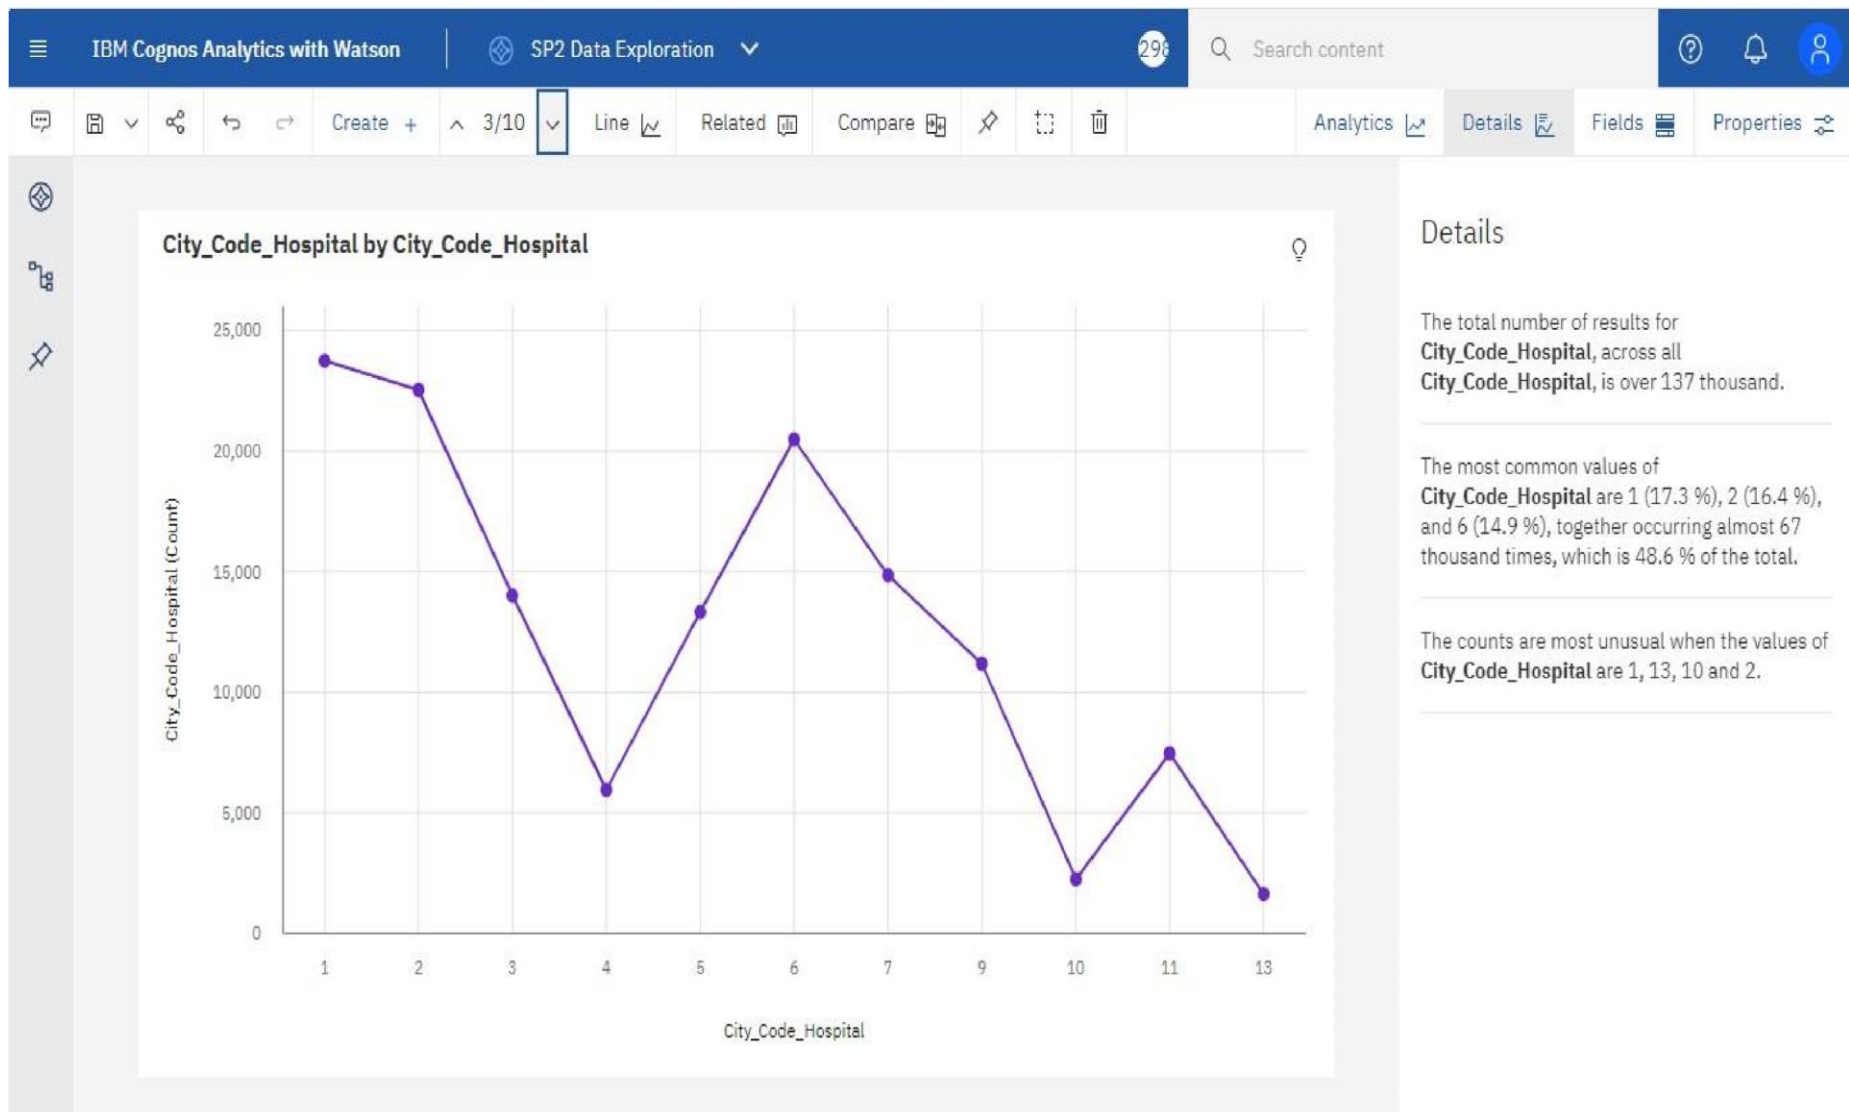 IBM Cognos Analytics with Watson
SP2 Data Exploration
298
Search content
Create +
3/10
Line
Related
Compare
Analytics
Details
Fields
Properties
City_Code_Hospital by City_Code_Hospital
City_Code_Hospital (Count)
25,000
20,000
15,000
10,000
5,000
0
1 2 3 4 5 6 7 9 10 11 13
City_Code_Hospital
Details
The total number of results for
City_Code_Hospital, across all
City_Code_Hospital, is over 137 thousand.
The most common values of
City_Code_Hospital are 1 (17.3 %), 2 (16.4 %),
and 6 (14.9 %), together occurring almost 67
thousand times, which is 48.6 % of the total.
The counts are most unusual when the values of
City_Code_Hospital are 1, 13, 10 and 2.